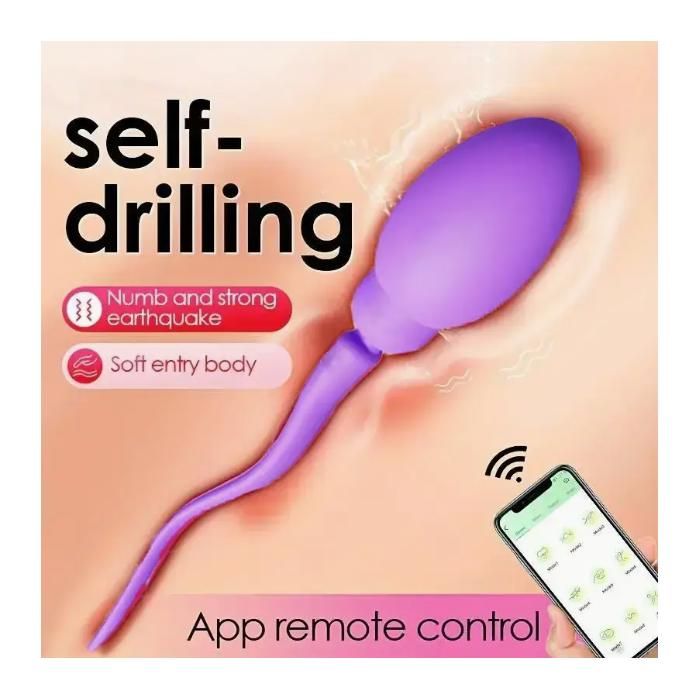 self-
drilling
Numb and strong
earthquake
Soft entry body
App remote control